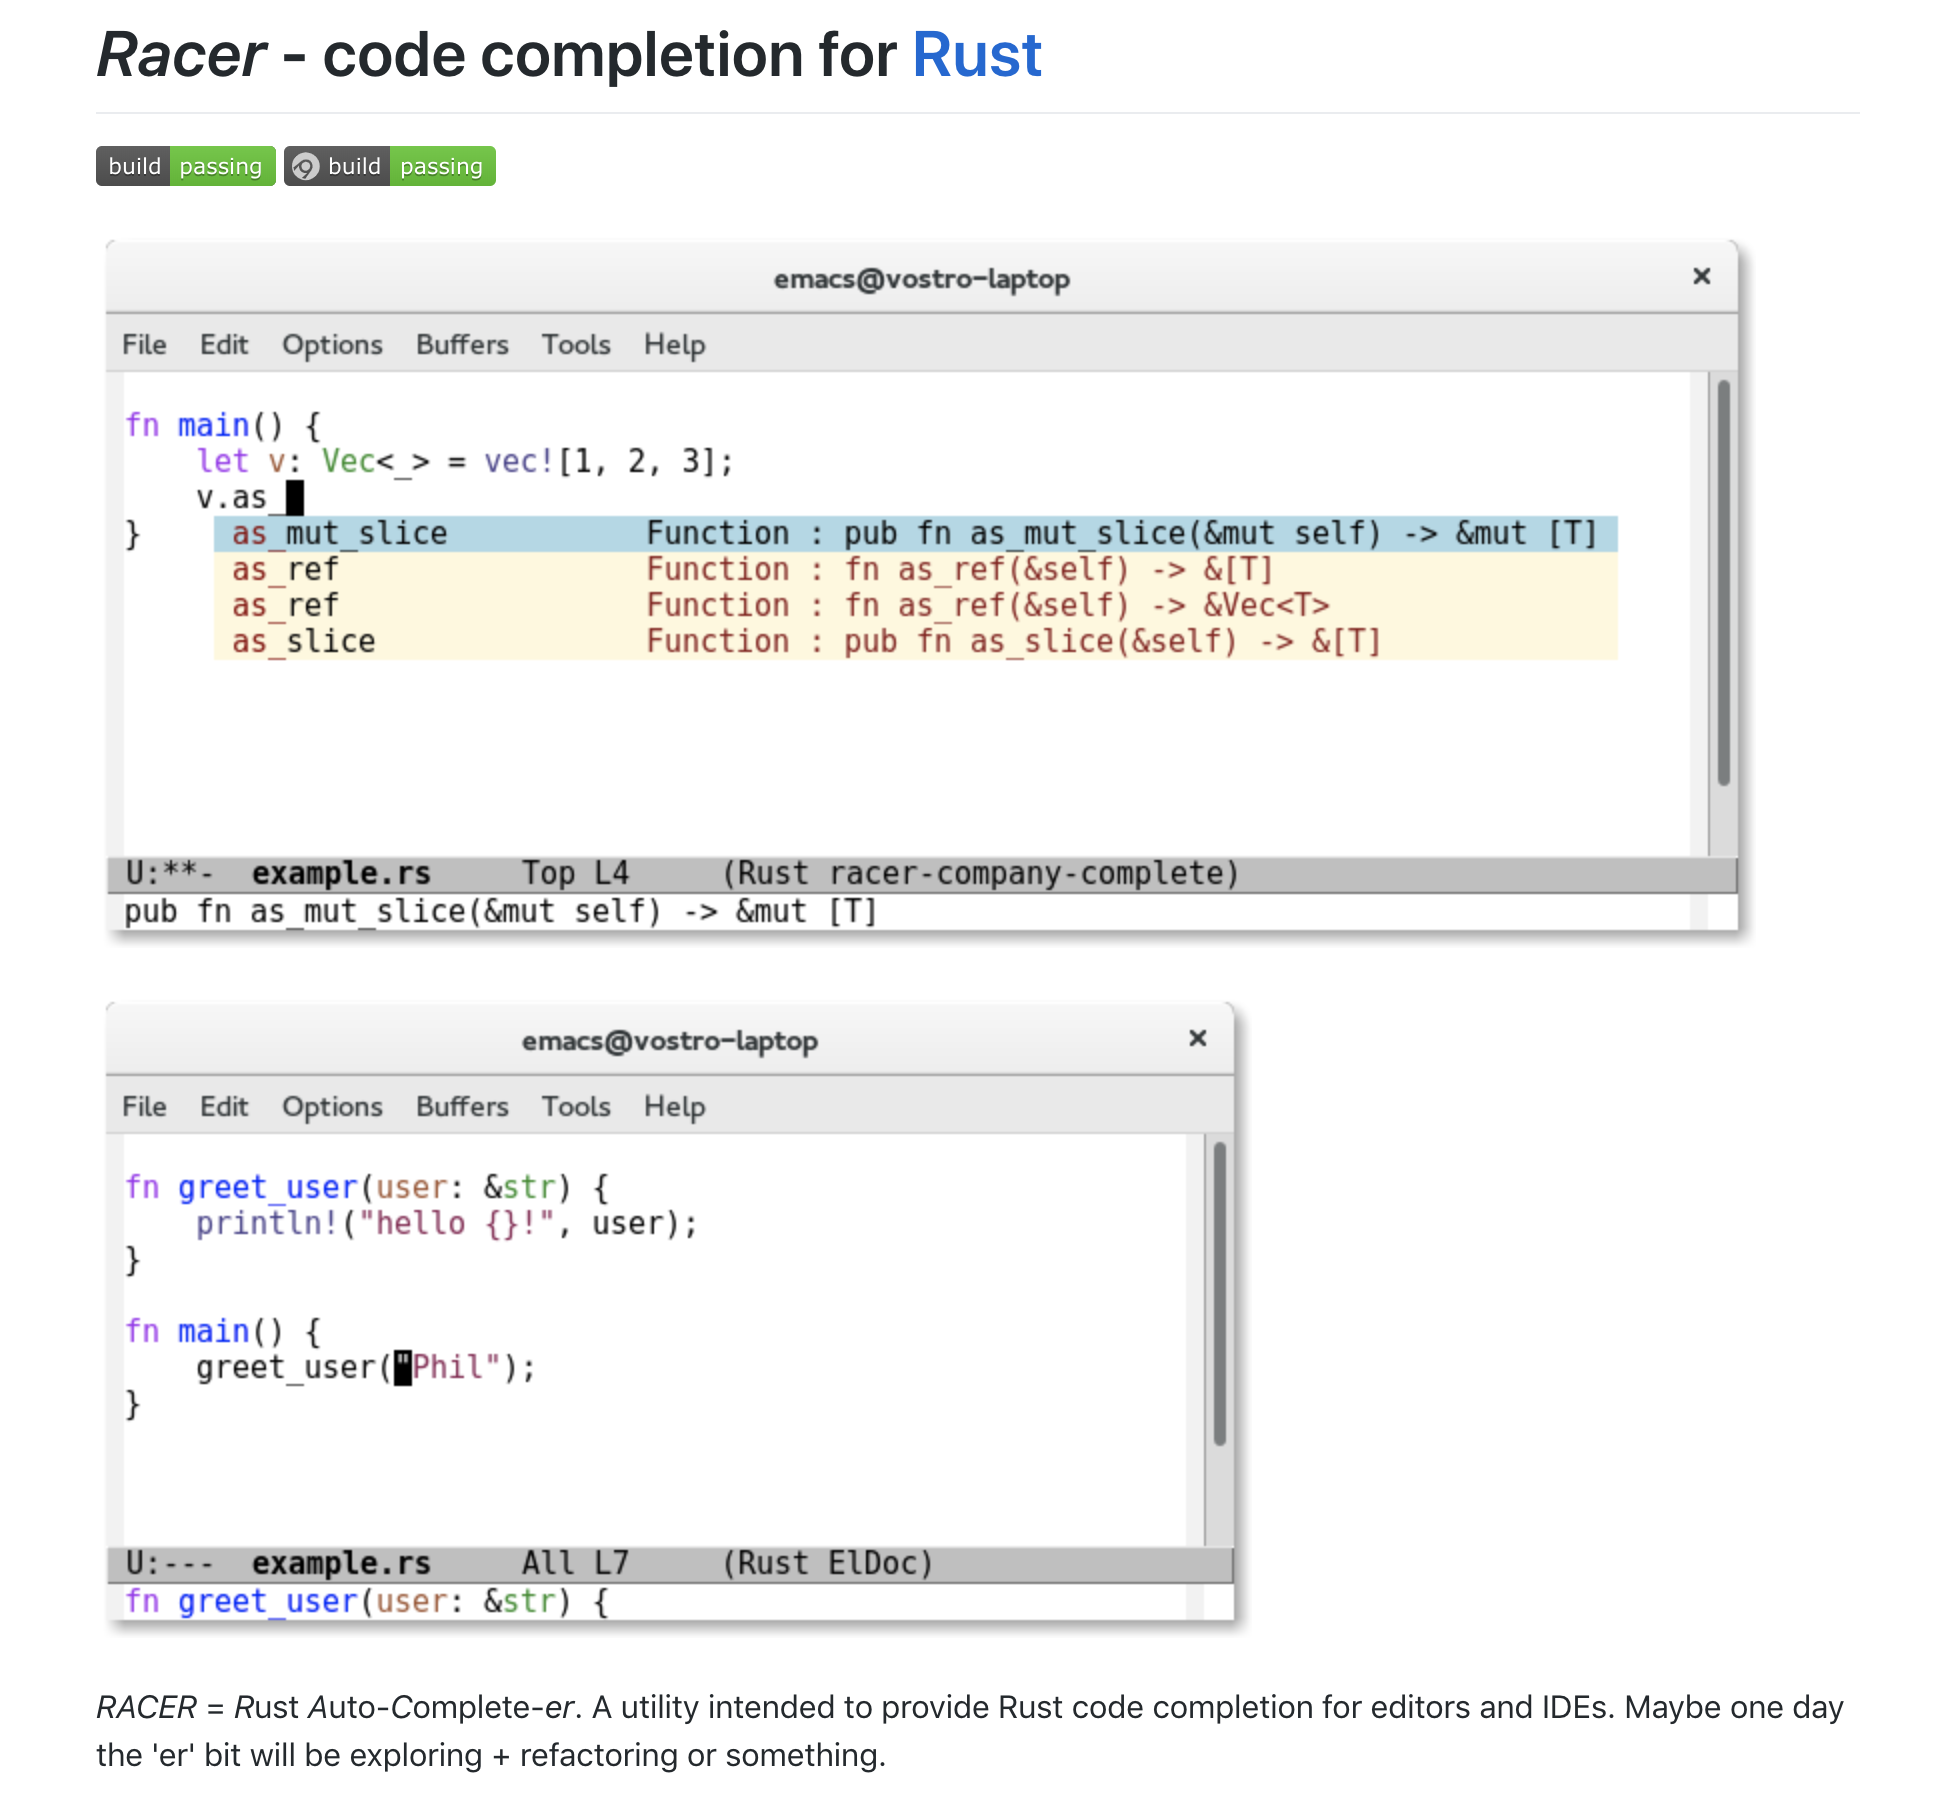 Racer - code completion for Rust
build passing build passing
emacs@vostro-laptop ×
File Edit Options Buffers Tools Help
fn main() {
    let v: Vec<_> = vec![1, 2, 3];
    v.as_
} as_mut_slice Function : pub fn as_mut_slice(&mut self) -> &mut [T]
as_ref Function : fn as_ref(&self) -> &[T]
as_ref Function : fn as_ref(&self) -> &Vec<T>
as_slice Function : pub fn as_slice(&self) -> &[T]
U:**- example.rs Top L4 (Rust racer-company-complete)
pub fn as_mut_slice(&mut self) -> &mut [T]
emacs@vostro-laptop ×
File Edit Options Buffers Tools Help
fn greet_user(user: &str) {
    println!("hello {}!", user);
}
fn main() {
    greet_user("Phil");
}
U:--- example.rs All L7 (Rust ElDoc)
fn greet_user(user: &str) {
RACER = Rust Auto-Complete-er. A utility intended to provide Rust code completion for editors and IDEs. Maybe one day
the 'er' bit will be exploring + refactoring or something.